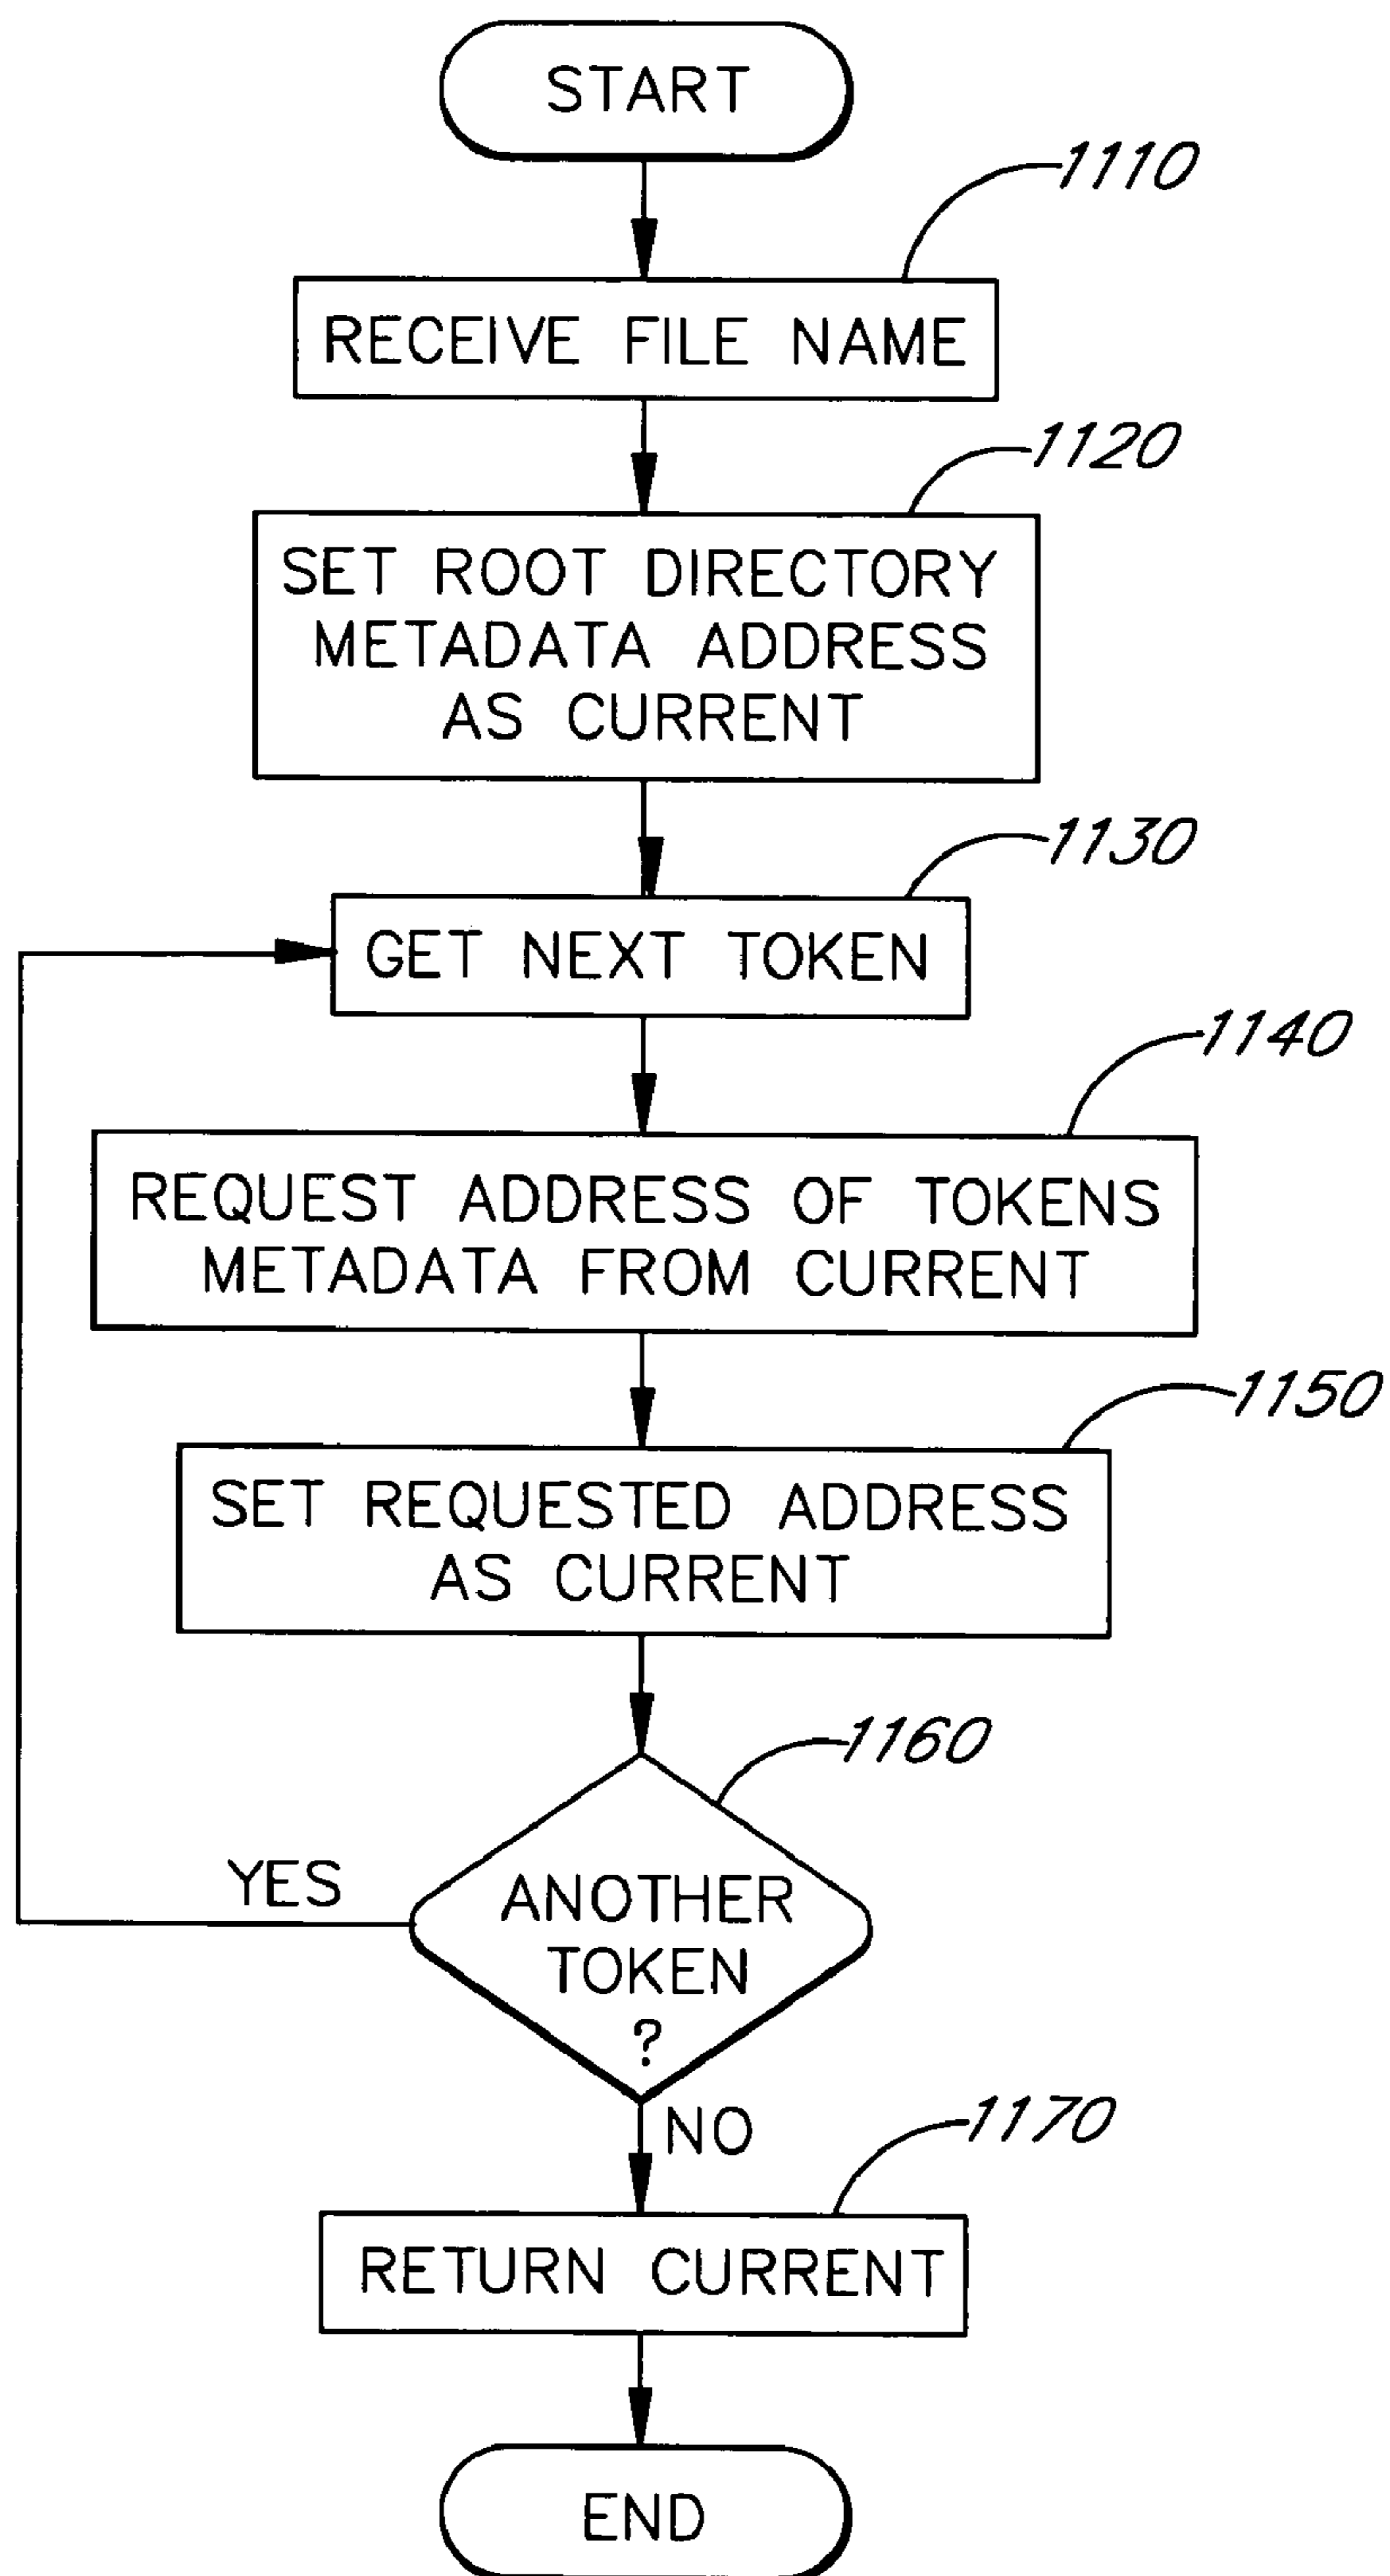 START
1110
RECEIVE FILE NAME
1120
SET ROOT DIRECTORY
METADATA ADDRESS
AS CURRENT
1130
GET NEXT TOKEN
1140
REQUEST ADDRESS OF TOKENS
METADATA FROM CURRENT
1150
SET REQUESTED ADDRESS
AS CURRENT
1160
YES
ANOTHER
TOKEN
?
NO
1170
RETURN CURRENT
END